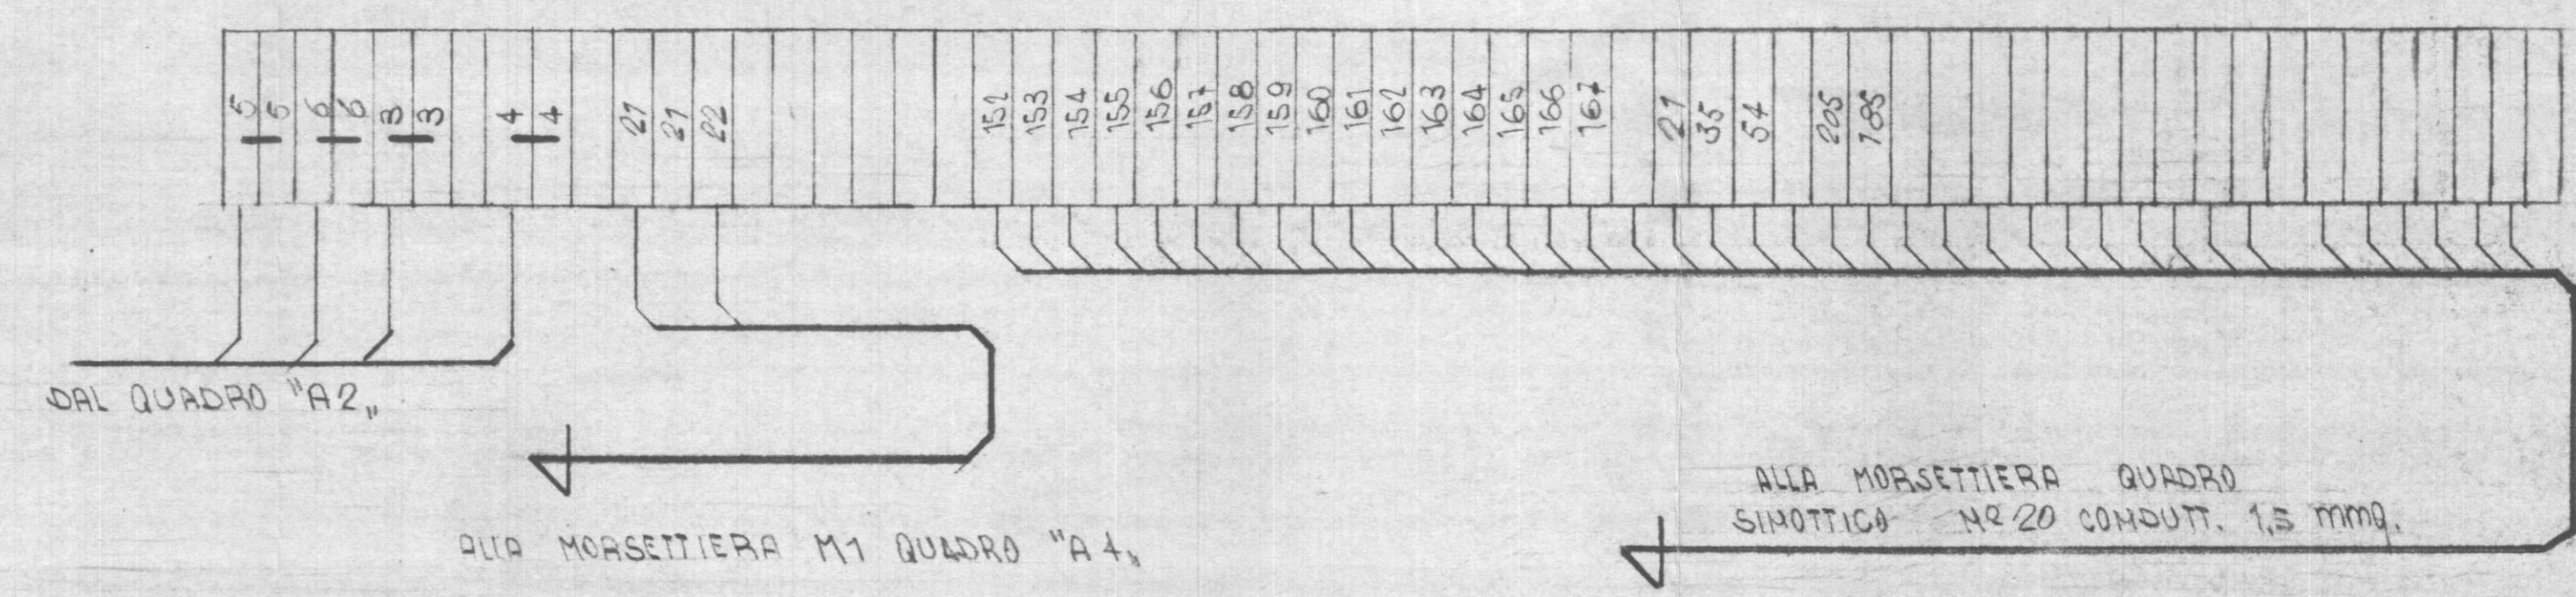 5 5 6 6 3 3 4 4 21 21 22 152 153 154 155 156 157 158 159 160 161 162 163 164 165 166 167 21 35 54 205 185
DAL QUADRO "A2"
ALLA MORSETTIERA M1 QUADRO "A1"
ALLA MORSETTIERA QUADRO
SINOTTICO Nº 20 CONDUTT. 1,5 mmq.